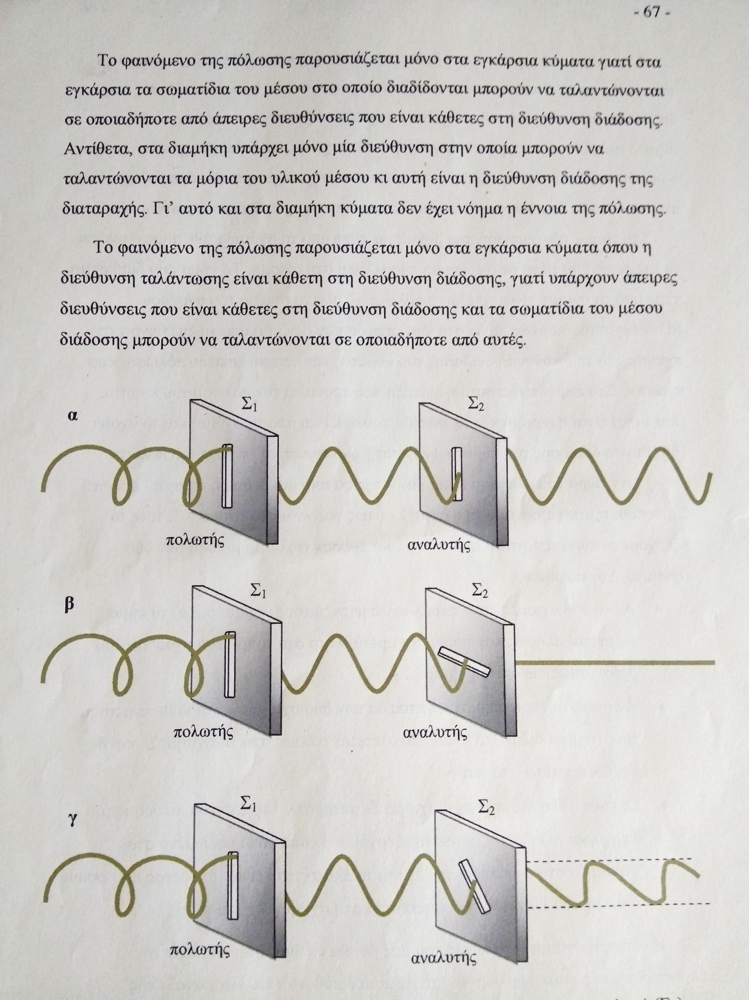 - 67 -
Το φαινόμενο της πόλωσης παρουσιάζεται μόνο στα εγκάρσια κύματα γιατί στα
εγκάρσια τα σωματίδια του μέσου στο οποίο διαδίδονται μπορούν να ταλαντώνονται
σε οποιαδήποτε από άπειρες διευθύνσεις που είναι κάθετες στη διεύθυνση διάδοσης.
Αντίθετα, στα διαμήκη υπάρχει μόνο μία διεύθυνση στην οποία μπορούν να
ταλαντώνονται τα μόρια του υλικού μέσου κι αυτή είναι η διεύθυνση διάδοσης της
διαταραχής. Γι' αυτό και στα διαμήκη κύματα δεν έχει νόημα η έννοια της πόλωσης.
Το φαινόμενο της πόλωσης παρουσιάζεται μόνο στα εγκάρσια κύματα όπου η
διεύθυνση ταλάντωσης είναι κάθετη στη διεύθυνση διάδοσης, γιατί υπάρχουν άπειρες
διευθύνσεις που είναι κάθετες στη διεύθυνση διάδοσης και τα σωματίδια του μέσου
διάδοσης μπορούν να ταλαντώνονται σε οποιαδήποτε από αυτές.
α
Σ1
Σ2
πολωτής
αναλυτής
β
Σ1
Σ2
πολωτής
αναλυτής
γ
Σ1
Σ2
πολωτής
αναλυτής